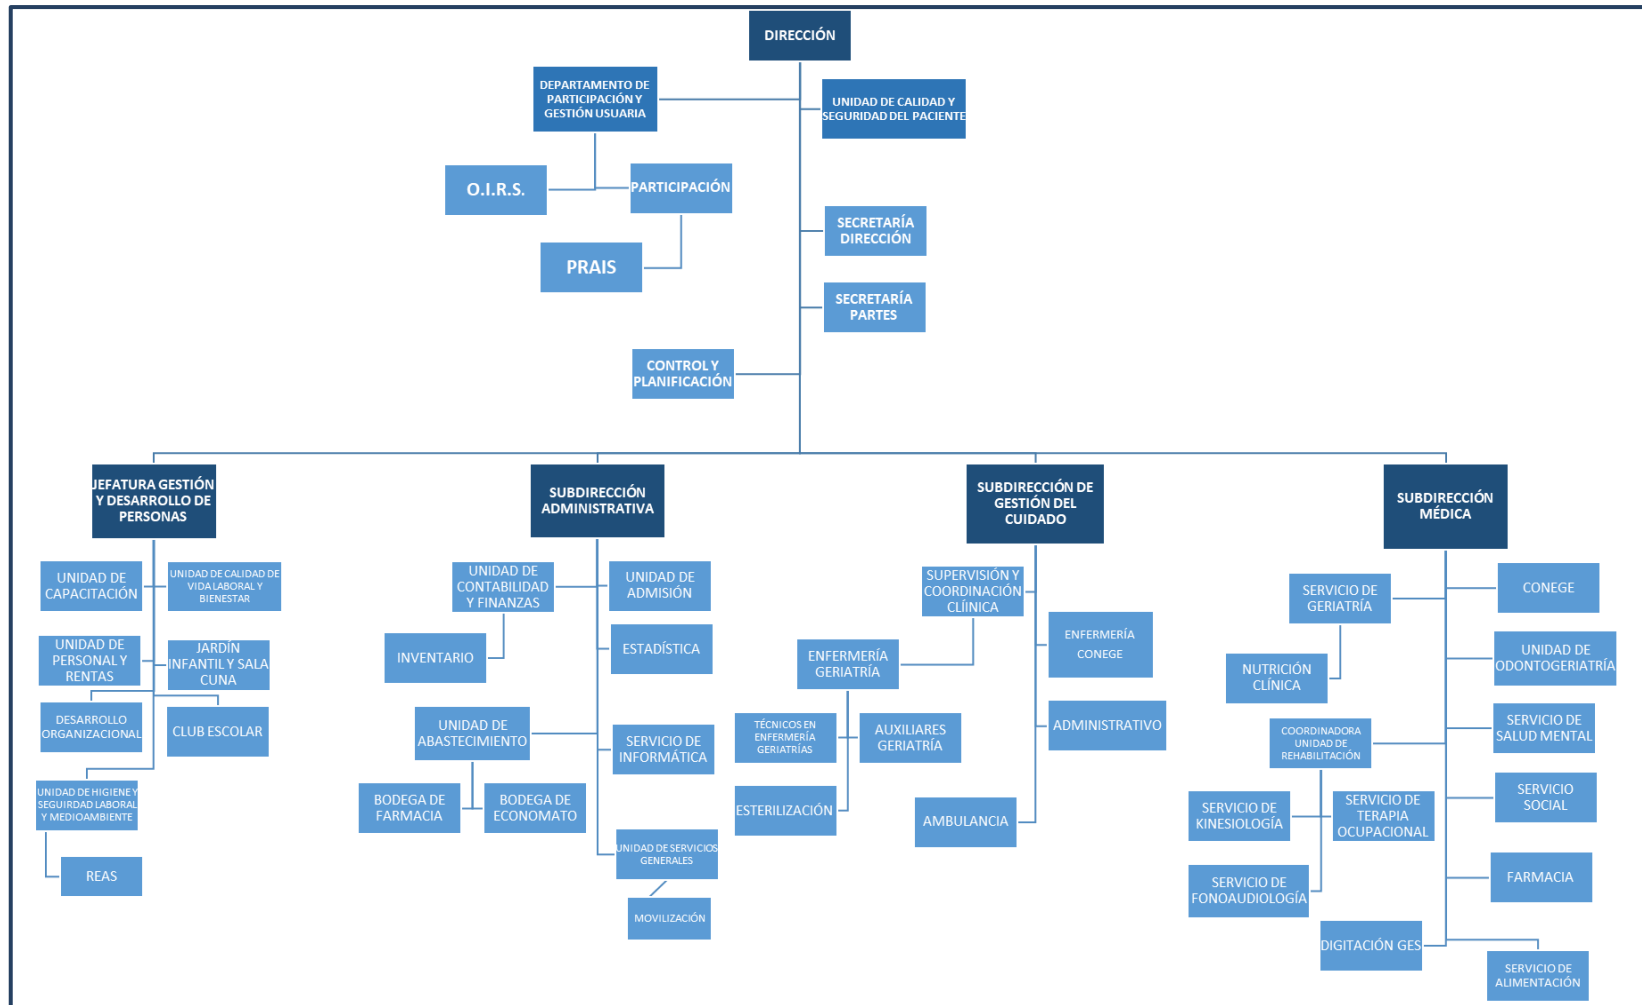 DIRECCIÓN
DEPARTAMENTO DE
PARTICIPACIÓN Y
GESTIÓN USUARIA
UNIDAD DE CALIDAD Y
SEGURIDAD DEL PACIENTE
O.I.R.S.
PARTICIPACIÓN
PRAIS
SECRETARÍA
DIRECCIÓN
SECRETARÍA
PARTES
CONTROL Y
PLANIFICACIÓN
JEFATURA GESTIÓN
Y DESARROLLO DE
PERSONAS
UNIDAD DE
CAPACITACIÓN
UNIDAD DE CALIDAD DE
VIDA LABORAL Y
BIENESTAR
UNIDAD DE
PERSONAL Y
RENTAS
JARDÍN
INFANTIL Y SALA
CUNA
DESARROLLO
ORGANIZACIONAL
CLUB ESCOLAR
UNIDAD DE HIGIENE Y
SEGUIRDAD LABORAL
Y MEDIOAMBIENTE
REAS
SUBDIRECCIÓN
ADMINISTRATIVA
UNIDAD DE
CONTABILIDAD
Y FINANZAS
UNIDAD DE
ADMISIÓN
INVENTARIO
ESTADÍSTICA
UNIDAD DE
ABASTECIMIENTO
SERVICIO DE
INFORMÁTICA
BODEGA DE
FARMACIA
BODEGA DE
ECONOMATO
UNIDAD DE SERVICIOS
GENERALES
MOVILIZACIÓN
SUBDIRECCIÓN DE
GESTIÓN DEL
CUIDADO
SUPERVISIÓN Y
COORDINACIÓN
CLÍINICA
ENFERMERÍA
GERIATRÍA
ENFERMERÍA
CONEGE
TÉCNICOS EN
ENFERMERÍA
GERIATRÍAS
AUXILIARES
GERIATRÍA
ADMINISTRATIVO
ESTERILIZACIÓN
AMBULANCIA
SUBDIRECCIÓN
MÉDICA
SERVICIO DE
GERIATRÍA
CONEGE
NUTRICIÓN
CLÍNICA
UNIDAD DE
ODONTOGERIATRÍA
COORDINADORA
UNIDAD DE
REHABILITACIÓN
SERVICIO DE
SALUD MENTAL
SERVICIO DE
KINESIOLOGÍA
SERVICIO DE
TERAPIA
OCUPACIONAL
SERVICIO
SOCIAL
SERVICIO DE
FONOAUDIOLOGÍA
FARMACIA
DIGITACIÓN GES
SERVICIO DE
ALIMENTACIÓN